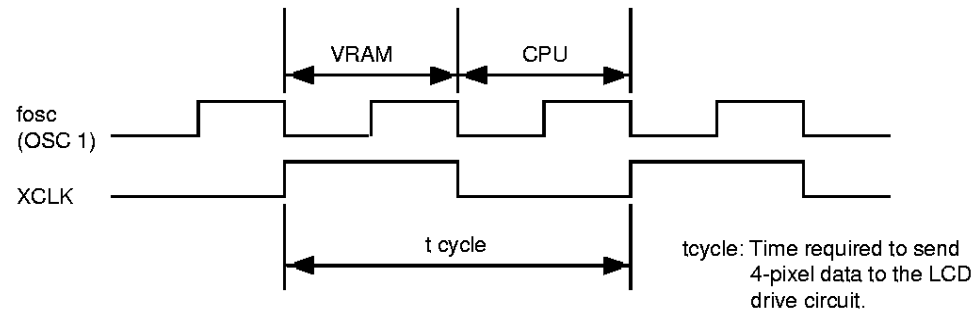 VRAM
CPU
fosc
(OSC 1)
XCLK
t cycle
tcycle: Time required to send
4-pixel data to the LCD
drive circuit.